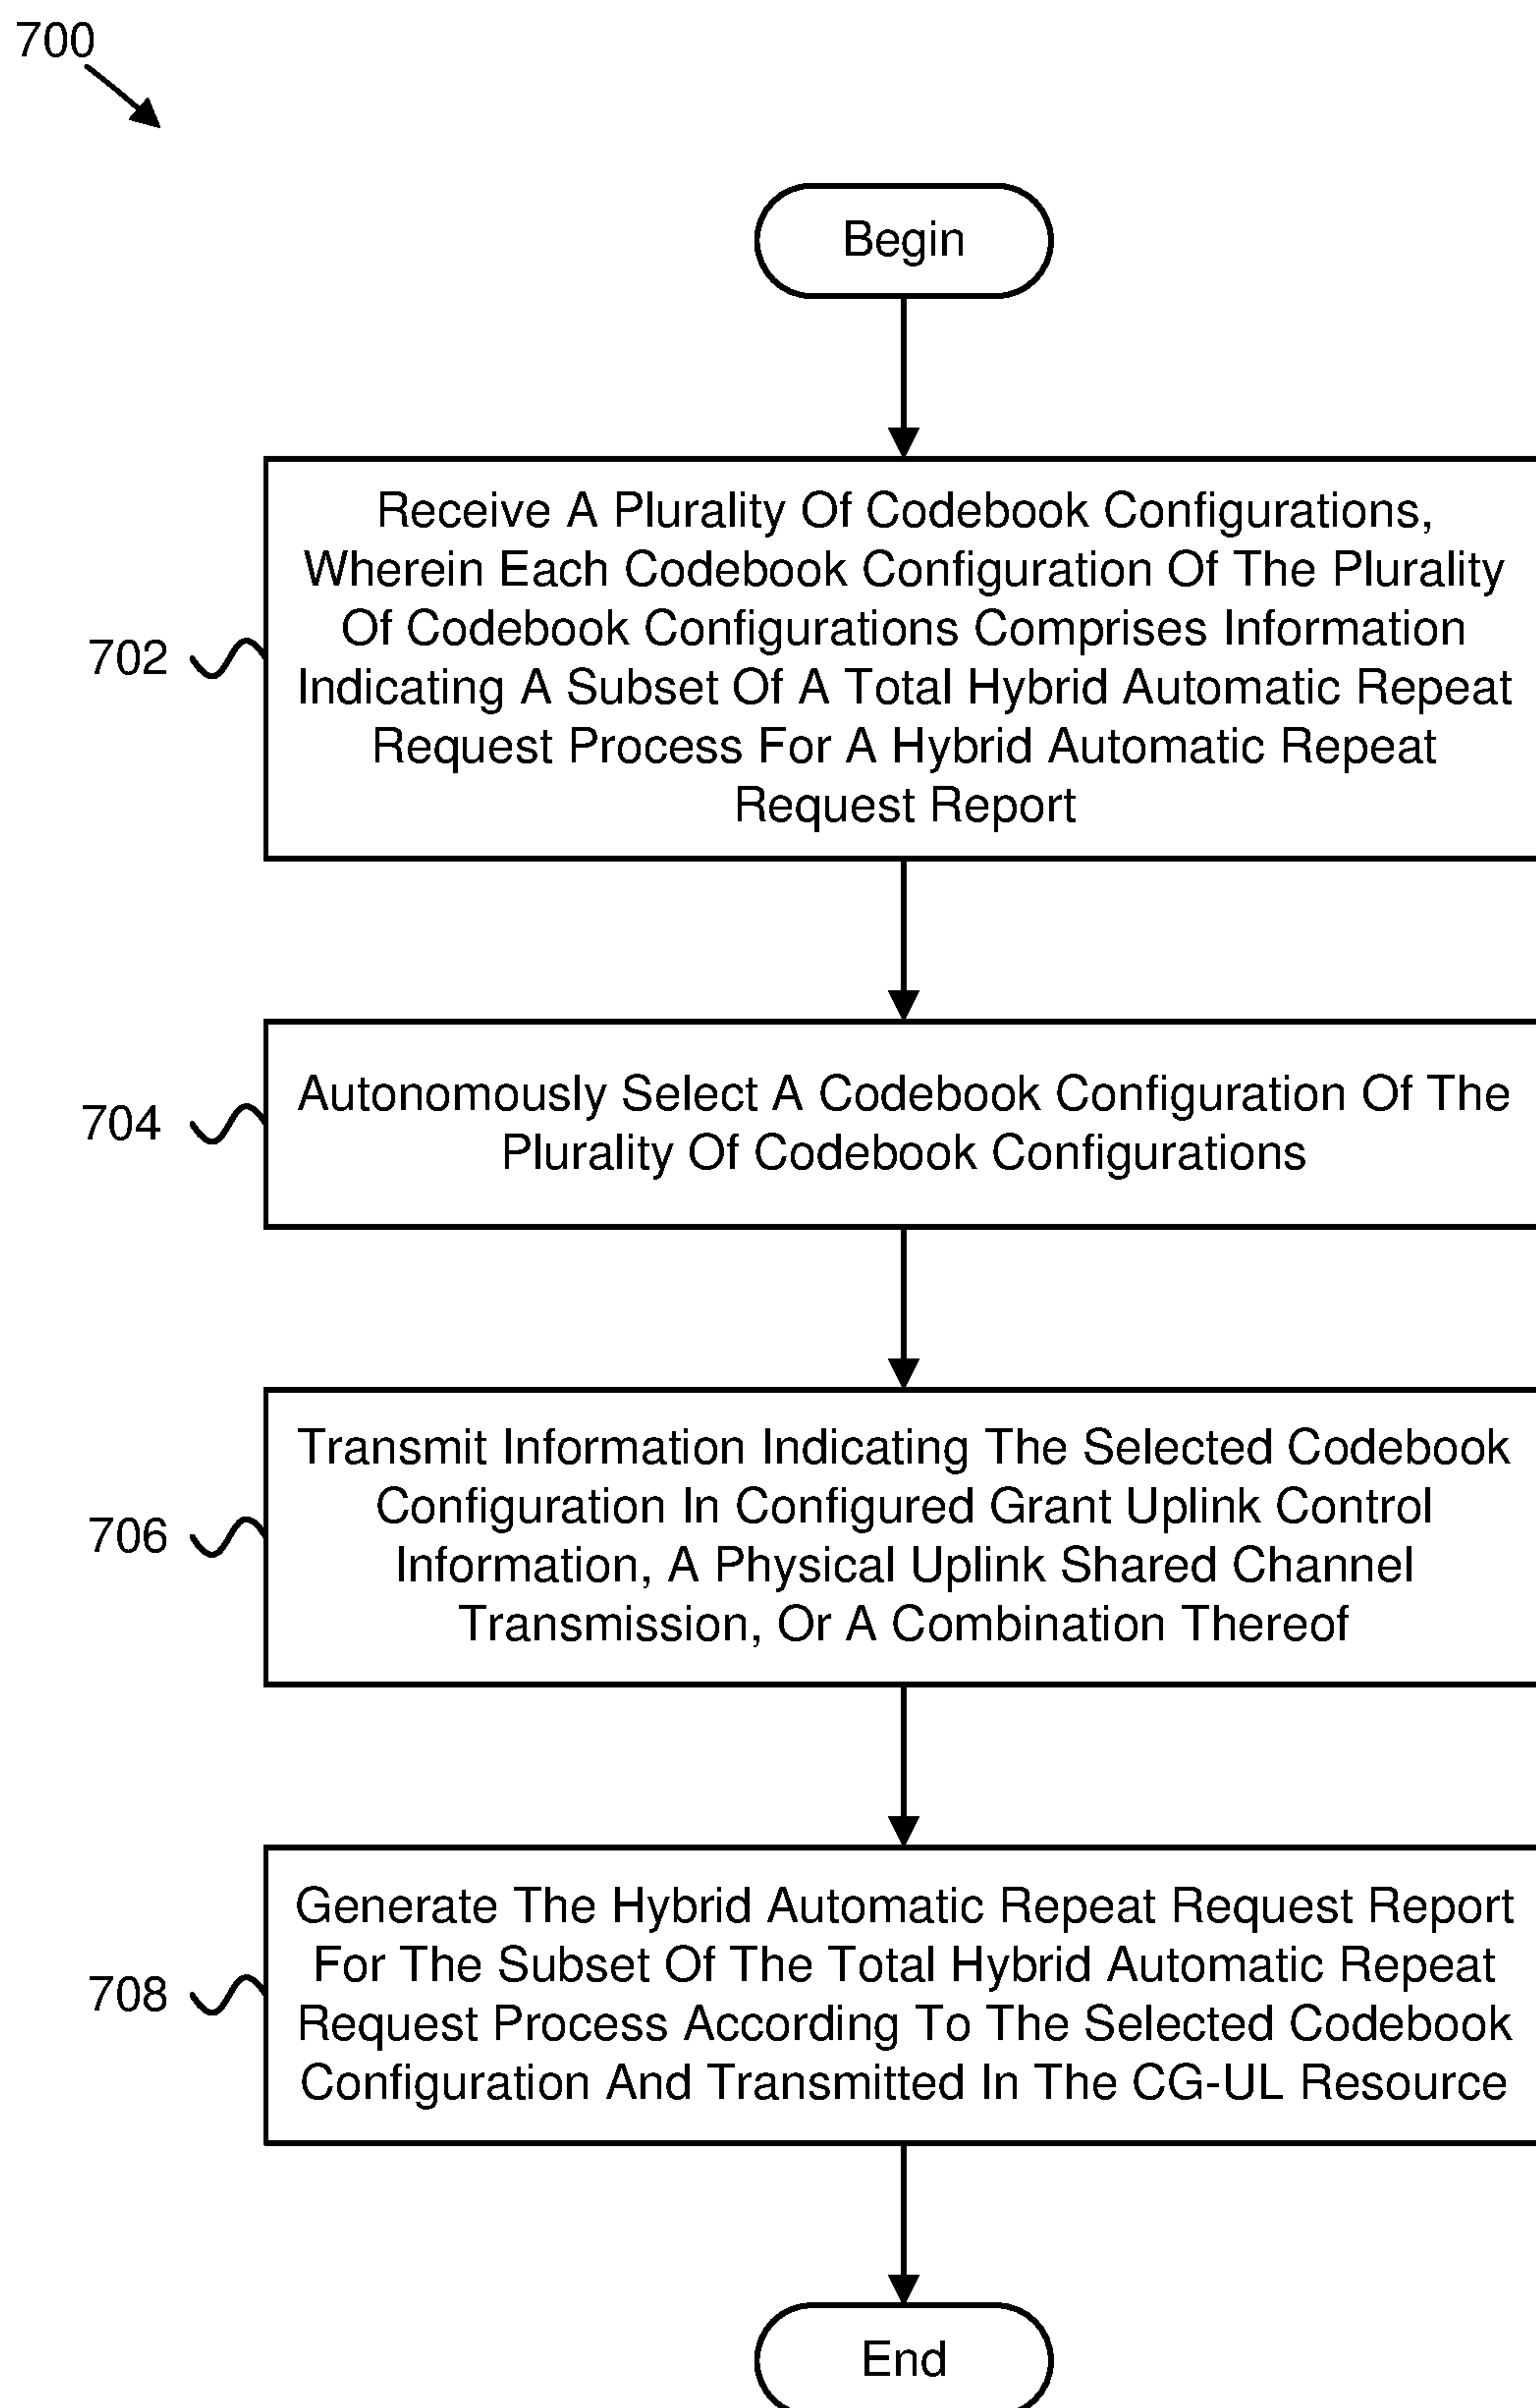 700
Begin
Receive A Plurality Of Codebook Configurations,
Wherein Each Codebook Configuration Of The Plurality
Of Codebook Configurations Comprises Information
Indicating A Subset Of A Total Hybrid Automatic Repeat
Request Process For A Hybrid Automatic Repeat
Request Report
702
Autonomously Select A Codebook Configuration Of The
Plurality Of Codebook Configurations
704
Transmit Information Indicating The Selected Codebook
Configuration In Configured Grant Uplink Control
Information, A Physical Uplink Shared Channel
Transmission, Or A Combination Thereof
706
Generate The Hybrid Automatic Repeat Request Report
For The Subset Of The Total Hybrid Automatic Repeat
Request Process According To The Selected Codebook
Configuration And Transmitted In The CG-UL Resource
708
End